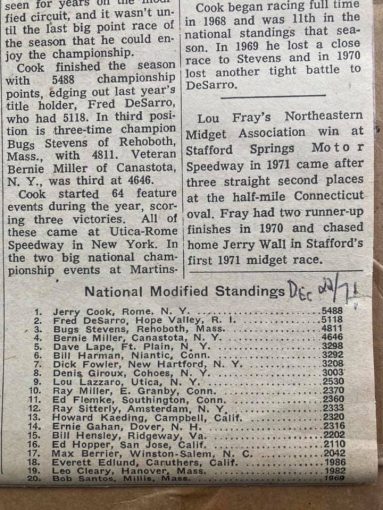 seen for years on the modi-
fied circuit, and it wasn't un-
til the last big point race of
the season that he could en-
joy the championship.
Cook finished the season
with 5488 championship
points, edging out last year's
title holder, Fred DeSarro,
who had 5118. In third posi-
tion is three-time champion
Bugs Stevens of Rehoboth,
Mass., with 4811. Veteran
Bernie Miller of Canastota,
N. Y., was third at 4646.
Cook started 64 feature
events during the year, scor-
ing three victories. All of
these came at Utica-Rome
Speedway in New York. In
the two big national cham-
pionship events at Martins-
Cook began racing full time
in 1968 and was 11th in the
national standings that sea-
son. In 1969 he lost a close
race to Stevens and in 1970
lost another tight battle to
DeSarro.
Lou Fray's Northeastern
Midget Association win at
Stafford Springs Motor
Speedway in 1971 came after
three straight second places
at the half-mile Connecticut
oval. Fray had two runner-up
finishes in 1970 and chased
home Jerry Wall in Stafford's
first 1971 midget race.
National Modified Standings Dec /71
1. Jerry Cook, Rome, N. Y. 5488
2. Fred DeSarro, Hope Valley, R. I. 5118
3. Bugs Stevens, Rehoboth, Mass. 4811
4. Bernie Miller, Canastota, N. Y. 4646
5. Dave Lape, Ft. Plain, N. Y. 3298
6. Bill Harman, Niantic, Conn. 3292
7. Dick Fowler, New Hartford, N. Y. 3208
8. Denis Giroux, Cohoes, N. Y. 3003
9. Lou Lazzaro, Utica, N. Y. 2530
10. Ray Miller, E. Granby, Conn. 2370
11. Ed Flemke, Southington, Conn. 2360
12. Ray Sitterly, Amsterdam, N. Y. 2333
13. Howard Kaeding, Campbell, Calif. 2320
14. Ernie Gahan, Dover, N. H. 2316
15. Bill Hensley, Ridgeway, Va. 2202
16. Ed Hopper, San Jose, Calif. 2110
17. Max Berrier, Winston-Salem, N. C. 2042
18. Everett Edlund, Caruthers, Calif. 1986
19. Leo Cleary, Hanover, Mass. 1982
20. Bob Santos, Millis, Mass. 1969